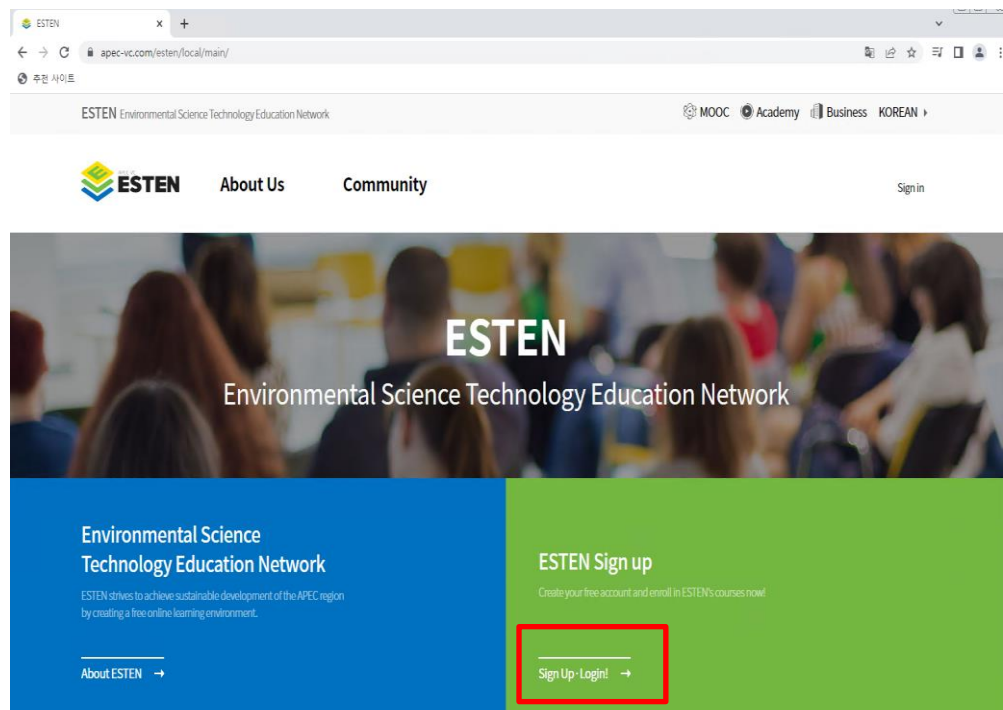 ESTEN
apec-vc.com/esten/local/main/
추천 사이트
ESTEN Environmental Science Technology Education Network
MOOC Academy Business KOREAN
ESTEN About Us Community Sign in
ESTEN
Environmental Science Technology Education Network
Environmental Science
Technology Education Network
ESTEN strives to achieve sustainable development of the APEC region
by creating a free online learning environment.
About ESTEN →
ESTEN Sign up
Create your free account and enroll in ESTEN's courses now!
Sign Up·Login! →